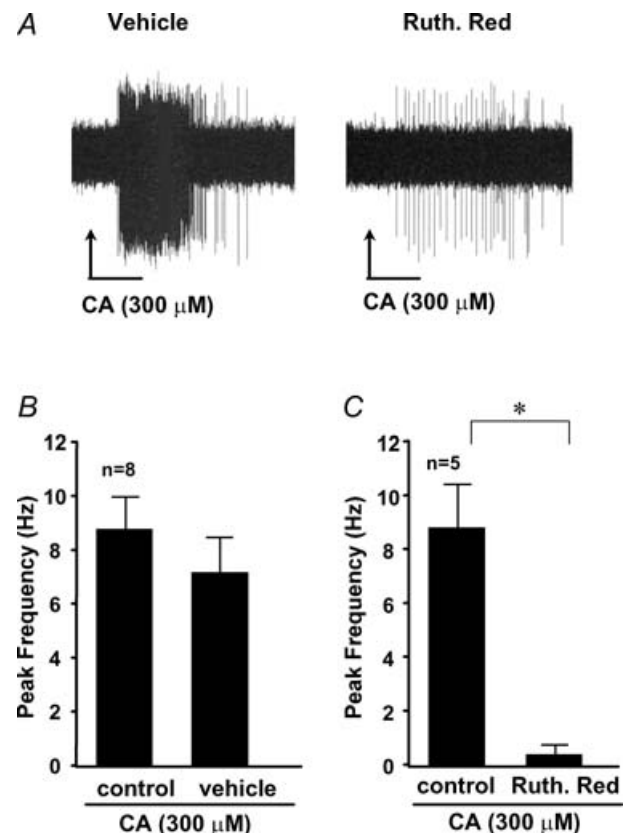 A
Vehicle Ruth. Red
CA (300 μM) CA (300 μM)
B C
12 12
10 10
8 8
6 6
4 4
2 2
0 0
Peak Frequency (Hz) Peak Frequency (Hz)
n=8 n=5
*
control vehicle control Ruth. Red
CA (300 μM) CA (300 μM)